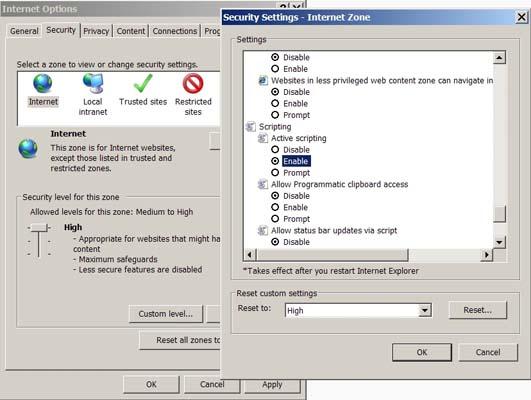 Internet Options
General Security Privacy Content Connections
Select a zone to view or change security settings.
Internet
Local intranet
Trusted sites
Restricted sites
Internet
This zone is for Internet websites,
except those listed in trusted and
restricted zones.
Security level for this zone
Allowed levels for this zone: Medium to High
High
- Appropriate for websites that might
content
- Maximum safeguards
- Less secure features are disabled
Custom level...
Reset all zones to
OK Cancel Apply
Security Settings - Internet Zone
Settings
Disable
Enable
Websites in less privileged web content zone can navigate in
Disable
Enable
Prompt
Scripting
Active scripting
Disable
Enable
Prompt
Allow Programmatic clipboard access
Disable
Enable
Prompt
Allow status bar updates via script
Disable
*Takes effect after you restart Internet Explorer
Reset custom settings
Reset to: High Reset...
OK Cancel